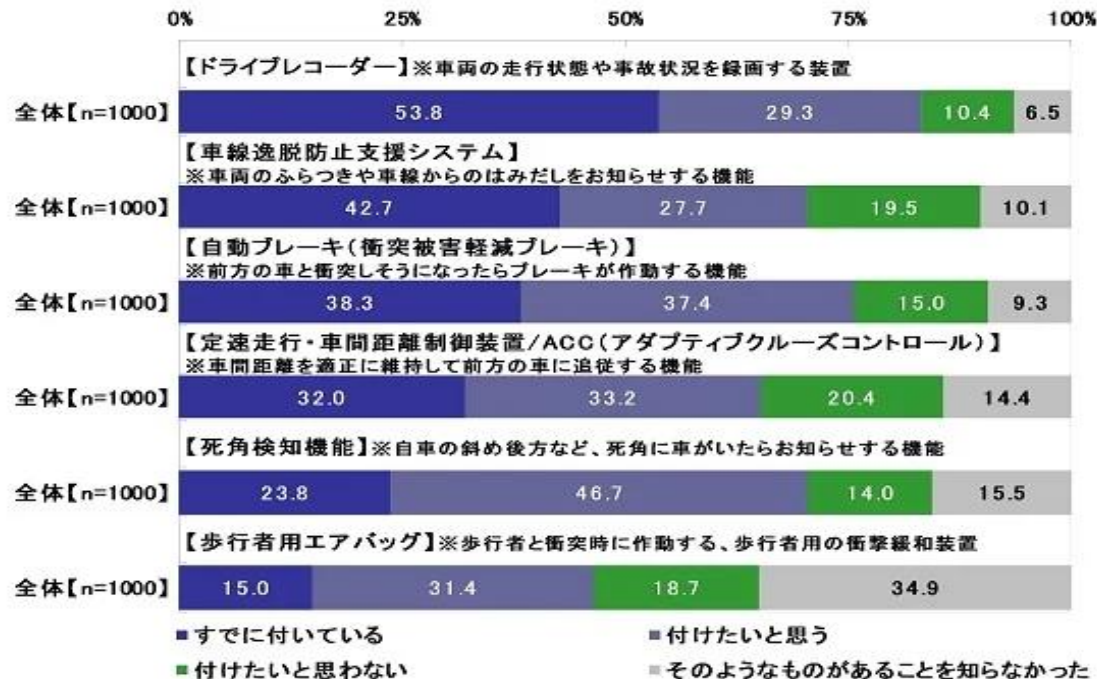 0% 25% 50% 75% 100%
【ドライブレコーダー】※車両の走行状態や事故状況を録画する装置
全体【n=1000】 53.8 29.3 10.4 6.5
【車線逸脱防止支援システム】
※車両のふらつきや車線からのはみだしをお知らせする機能
全体【n=1000】 42.7 27.7 19.5 10.1
【自動ブレーキ(衝突被害軽減ブレーキ)】
※前方の車と衝突しそうになったらブレーキが作動する機能
全体【n=1000】 38.3 37.4 15.0 9.3
【定速走行・車間距離制御装置/ACC(アダプティブクルーズコントロール)】
※車間距離を適正に維持して前方の車に追従する機能
全体【n=1000】 32.0 33.2 20.4 14.4
【死角検知機能】※自車の斜め後方など、死角に車がいたらお知らせする機能
全体【n=1000】 23.8 46.7 14.0 15.5
【歩行者用エアバッグ】※歩行者と衝突時に作動する、歩行者用の衝撃緩和装置
全体【n=1000】 15.0 31.4 18.7 34.9
■すでに付いている ■付けたいと思う
■付けたいと思わない ■そのようなものがあることを知らなかった